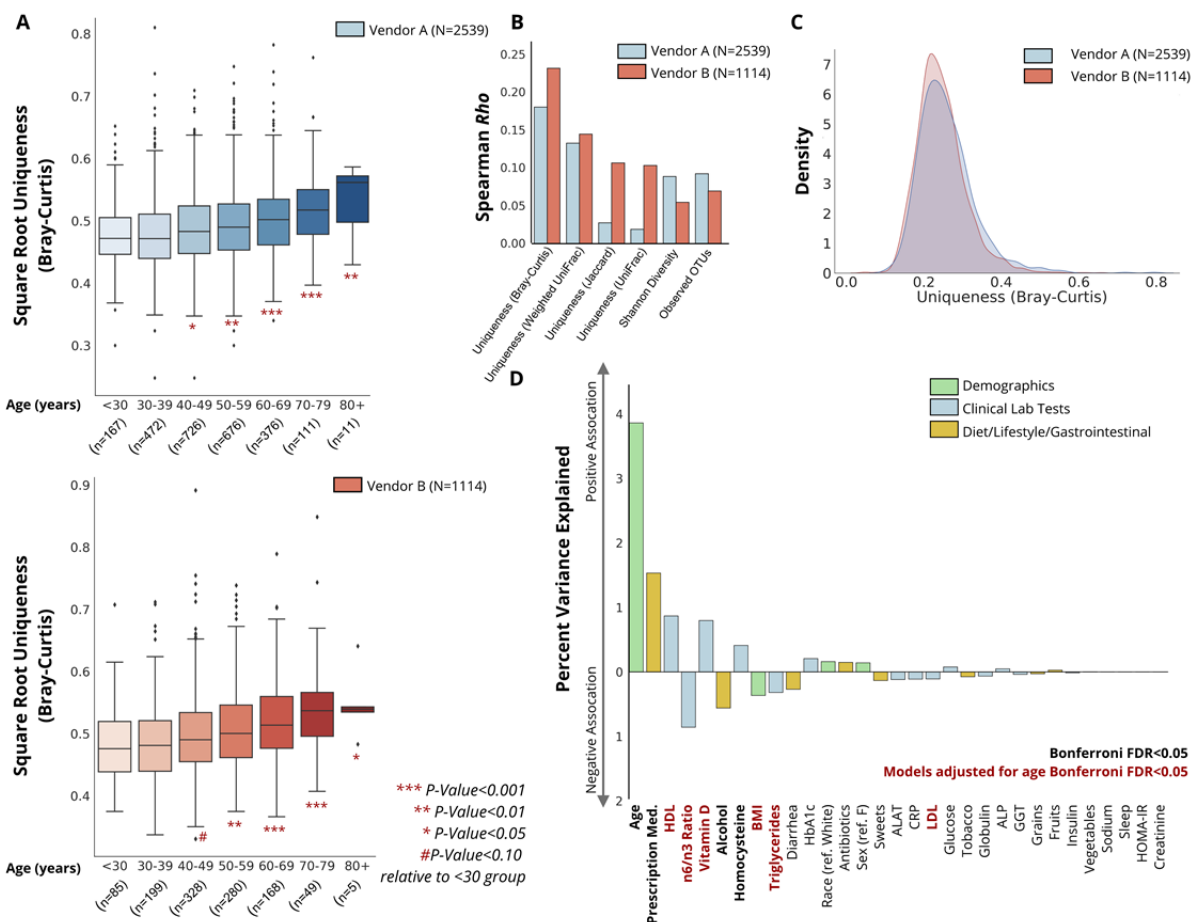 A
Vendor A (N=2539)
Square Root Uniqueness
(Bray-Curtis)
0.8
0.7
0.6
0.5
0.4
0.3
* ** *** *** **
Age (years) <30 30-39 40-49 50-59 60-69 70-79 80+
(n=167) (n=472) (n=726) (n=676) (n=376) (n=111) (n=11)
Vendor B (N=1114)
Square Root Uniqueness
(Bray-Curtis)
0.9
0.8
0.7
0.6
0.5
0.4
# ** *** *** *
Age (years) <30 30-39 40-49 50-59 60-69 70-79 80+
(n=85) (n=199) (n=328) (n=280) (n=168) (n=49) (n=5)
*** P-Value<0.001
** P-Value<0.01
* P-Value<0.05
#P-Value<0.10
relative to <30 group
B
Vendor A (N=2539)
Vendor B (N=1114)
Spearman Rho
0.25
0.20
0.15
0.10
0.05
0.00
Uniqueness (Bray-Curtis)
Uniqueness (Weighted UniFrac)
Uniqueness (Jaccard)
Uniqueness (UniFrac)
Shannon Diversity
Observed OTUs
C
Vendor A (N=2539)
Vendor B (N=1114)
Density
7
6
5
4
3
2
1
0
0.0 0.2 0.4 0.6 0.8
Uniqueness (Bray-Curtis)
D
Demographics
Clinical Lab Tests
Diet/Lifestyle/Gastrointestinal
Positive Assocation
Negative Assocation
Percent Variance Explained
4
3
2
1
0
1
2
Bonferroni FDR<0.05
Models adjusted for age Bonferroni FDR<0.05
Age
Prescription Med.
HDL
n6/n3 Ratio
Vitamin D
Alcohol
Homocysteine
BMI
Triglycerides
Diarrhea
HbA1c
Race (ref. White)
Antibiotics
Sex (ref. F)
Sweets
ALAT
CRP
LDL
Glucose
Tobacco
Globulin
ALP
GGT
Grains
Fruits
Insulin
Vegetables
Sodium
Sleep
HOMA-IR
Creatinine